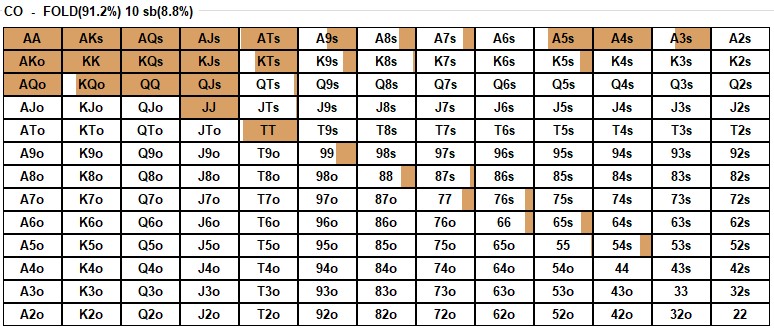 CO - FOLD(91.2%) 10 sb(8.8%)
AA AKs AQs AJs ATs A9s A8s A7s A6s A5s A4s A3s A2s
AKo KK KQs KJs KTs K9s K8s K7s K6s K5s K4s K3s K2s
AQo KQo QQ QJs QTs Q9s Q8s Q7s Q6s Q5s Q4s Q3s Q2s
AJo KJo QJo JJ JTs J9s J8s J7s J6s J5s J4s J3s J2s
ATo KTo QTo JTo TT T9s T8s T7s T6s T5s T4s T3s T2s
A9o K9o Q9o J9o T9o 99 98s 97s 96s 95s 94s 93s 92s
A8o K8o Q8o J8o T8o 98o 88 87s 86s 85s 84s 83s 82s
A7o K7o Q7o J7o T7o 97o 87o 77 76s 75s 74s 73s 72s
A6o K6o Q6o J6o T6o 96o 86o 76o 66 65s 64s 63s 62s
A5o K5o Q5o J5o T5o 95o 85o 75o 65o 55 54s 53s 52s
A4o K4o Q4o J4o T4o 94o 84o 74o 64o 54o 44 43s 42s
A3o K3o Q3o J3o T3o 93o 83o 73o 63o 53o 43o 33 32s
A2o K2o Q2o J2o T2o 92o 82o 72o 62o 52o 42o 32o 22